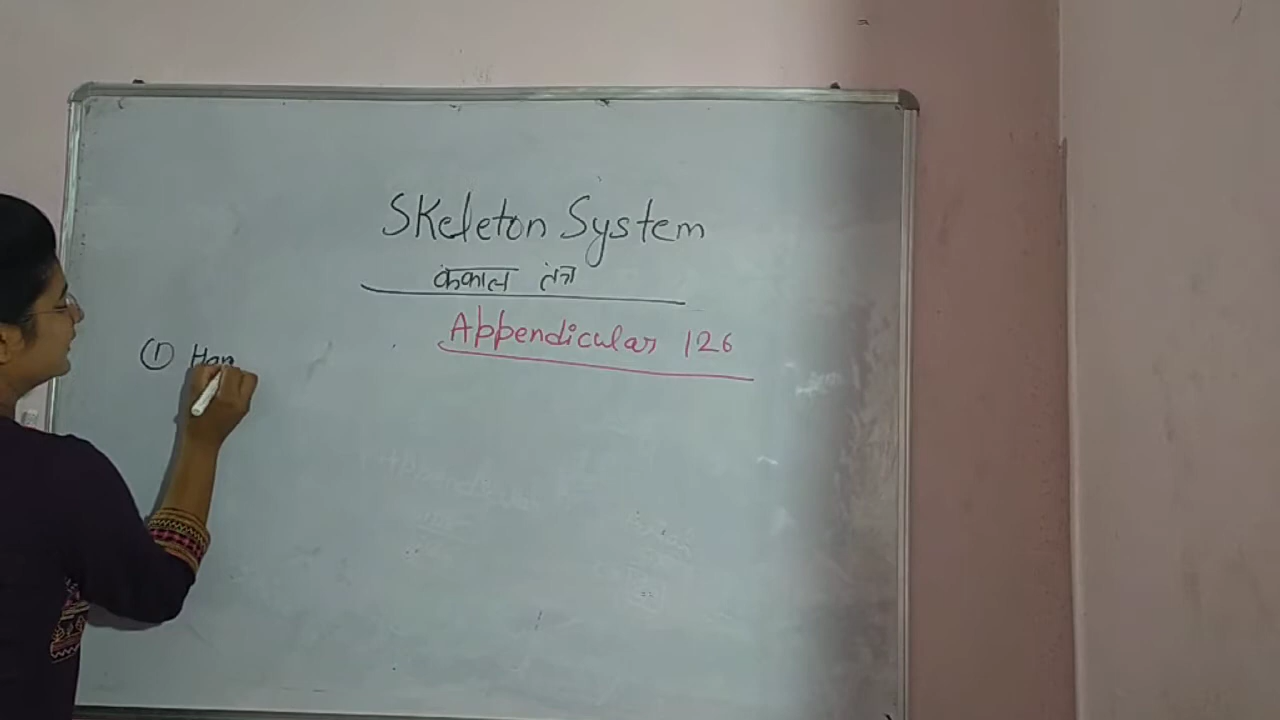 Skeleton System
कंकाल तंत्र
Appendicular 126
① Han